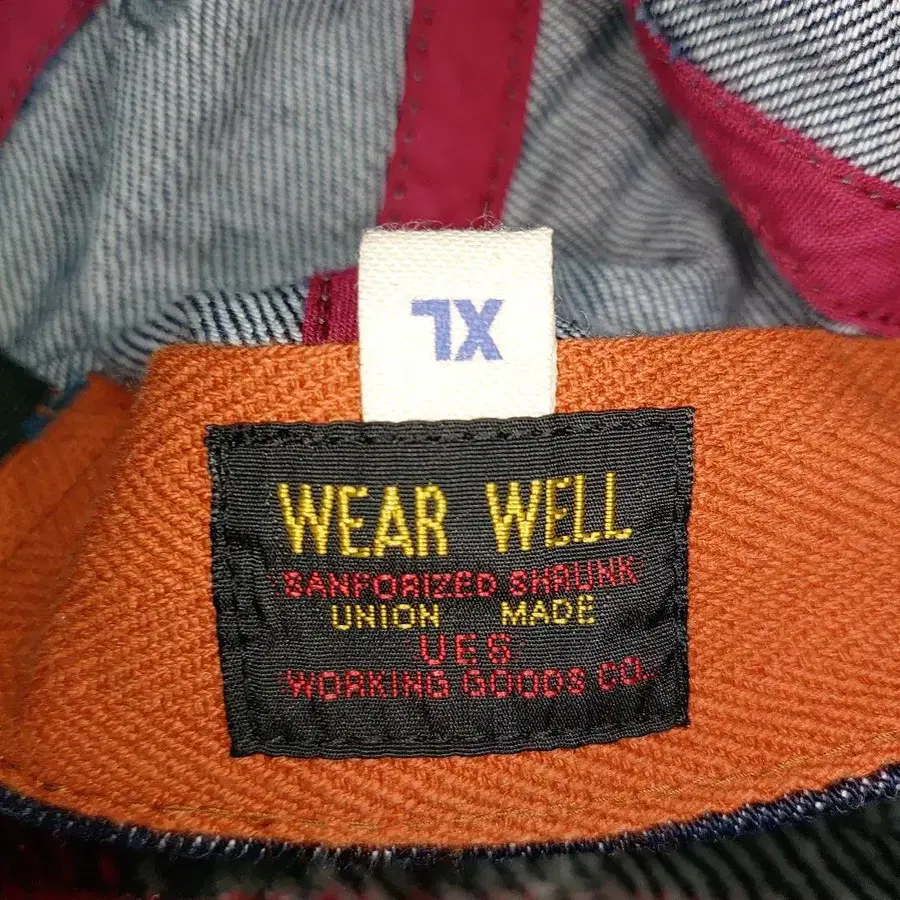 XL
WEAR WELL
SANFORIZED SHRUNK
UNION MADE
UES
WORKING GOODS CO.